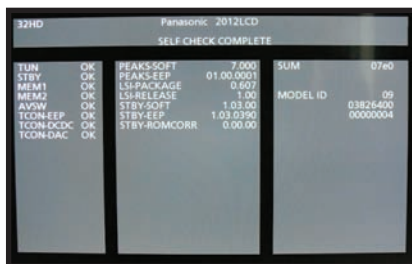 32HD
Panasonic 2012LCD
SELF CHECK COMPLETE
TUN OK
STBY OK
MEM1 OK
MEM2 OK
AVSW OK
TCON-EEP OK
TCON-DCDC OK
TCON-DAC OK
PEAKS-SOFT 7.000
PEAKS-EEP 01.00.0001
LSI-PACKAGE 0.607
LSI-RELEASE 1.00
STBY-SOFT 1.03.00
STBY-EEP 1.03.0390
STBY-ROMCORR 0.00.00
SUM 07e0
MODEL ID 09
03826400
00000004